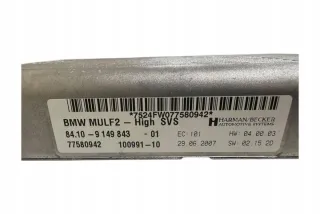 *7524FW077580942*
BMW MULF2 - High SVS
HARMAN/BECKER
AUTOMOTIVE SYSTEMS
84.10 - 9 149 843 - 01
EC:101 HW: 04.00.03
77580942 100991-10
29.06.2007 SW: 02.15.20